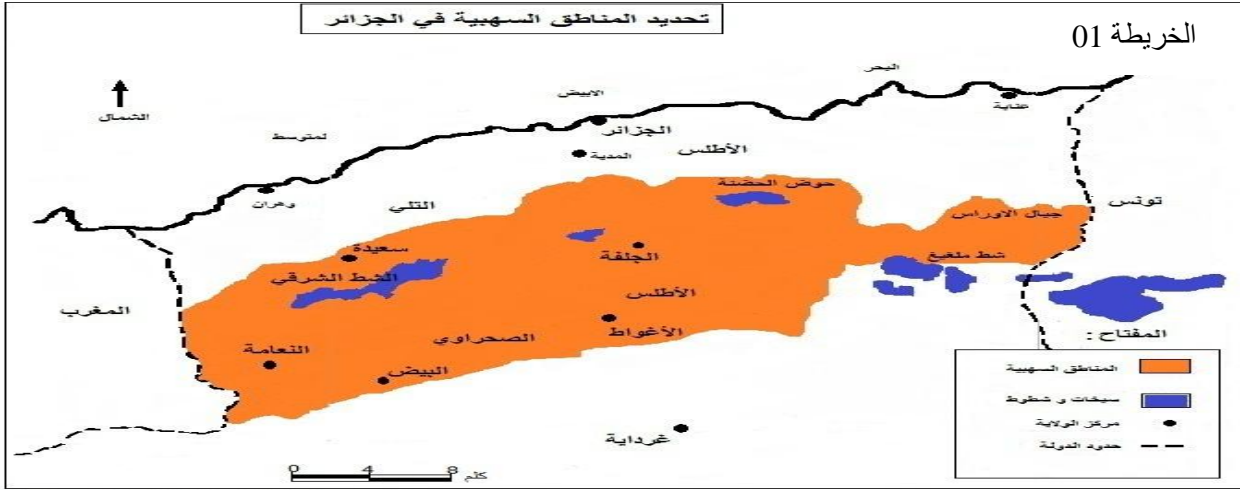 تحديد المناطق السهبية في الجزائر
الخريطة 01
البحر
الابيض
لمتوسط
الشمال
عنابة
الجزائر
المدية
الأطلس
وهران
التلي
حوض الحضنة
تونس
جبال الاوراس
سعيدة
الجلفة
شط ملغيغ
الشط الشرقي
الأطلس
المغرب
الأغواط
الصحراوي
النعامة
البيض
غرداية
المفتاح :
المناطق السهبية
سبخات و شطوط
مركز الولاية
حدود الدولة
0 4 8 كلم